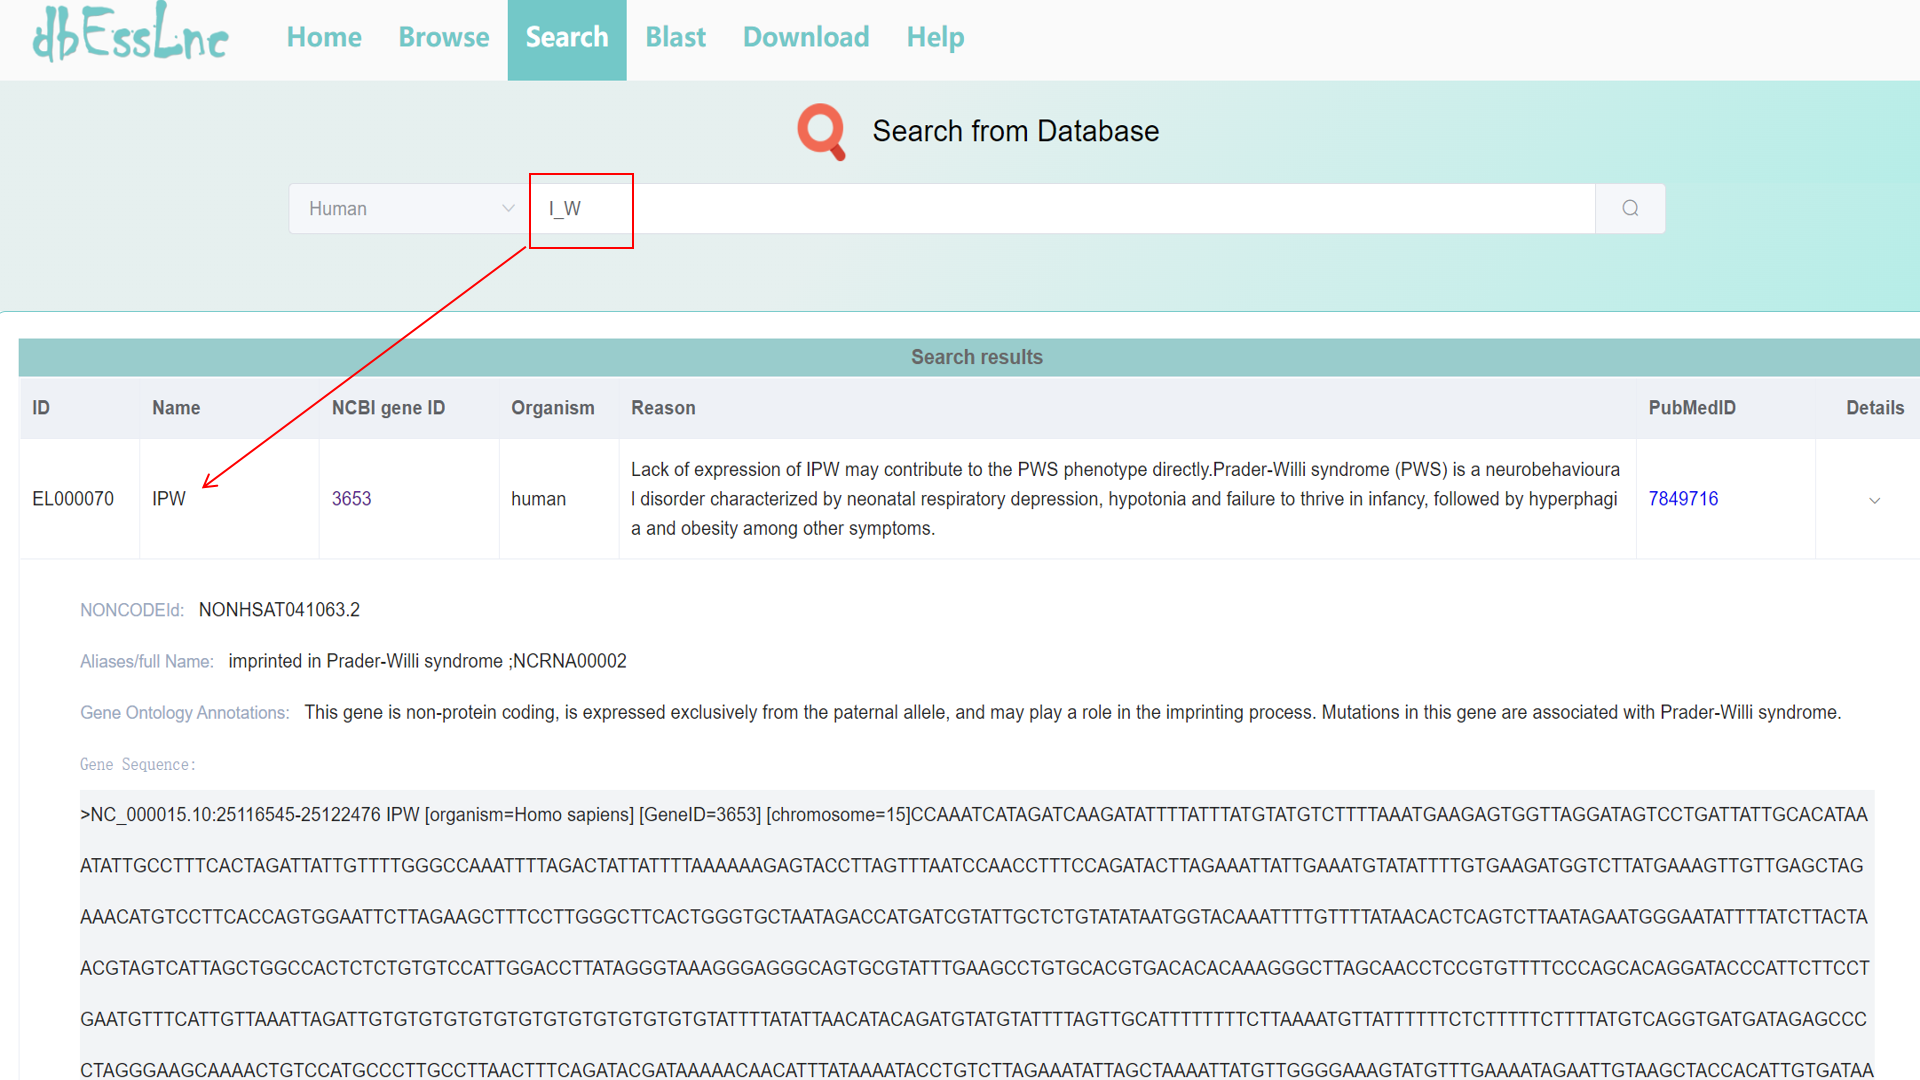 dbEssLnc
Home Browse Search Blast Download Help
Search from Database
Human I_W
Search results
ID Name NCBI gene ID Organism Reason PubMedID Details
EL000070 IPW 3653 human Lack of expression of IPW may contribute to the PWS phenotype directly.Prader-Willi syndrome (PWS) is a neurobehavioura
l disorder characterized by neonatal respiratory depression, hypotonia and failure to thrive in infancy, followed by hyperphagi
a and obesity among other symptoms. 7849716
NONCODEId: NONHSAT041063.2
Aliases/full Name: imprinted in Prader-Willi syndrome ;NCRNA00002
Gene Ontology Annotations: This gene is non-protein coding, is expressed exclusively from the paternal allele, and may play a role in the imprinting process. Mutations in this gene are associated with Prader-Willi syndrome.
Gene Sequence:
>NC_000015.10:25116545-25122476 IPW [organism=Homo sapiens] [GeneID=3653] [chromosome=15]CCAAATCATAGATCAAGATATTTTATTTATGTATGTCTTTTAAATGAAGAGTGGTTAGGATAGTCCTGATTATTGCACATAA
ATATTGCCTTTCACTAGATTATTGTTTTGGGCCAAATTTTAGACTATTATTTTAAAAAAGAGTACCTTAGTTTAATCCAACCTTTCCAGATACTTAGAAATTATTGAAATGTATATTTTGTGAAGATGGTCTTATGAAAGTTGTTGAGCTAG
AAACATGTCCTTCACCAGTGGAATTCTTAGAAGCTTTCCTTGGGCTTCACTGGGTGCTAATAGACCATGATCGTATTGCTCTGTATATAATGGTACAAATTTTGTTTTATAACACTCAGTCTTAATAGAATGGGAATATTTTATCTTACTA
ACGTAGTCATTAGCTGGCCACTCTCTGTGTCCATTGGACCTTATAGGGTAAAGGGAGGGCAGTGCGTATTTGAAGCCTGTGCACGTGACACACAAAGGGCTTAGCAACCTCCGTGTTTTCCCAGCACAGGATACCCATTCTTCCT
GAATGTTTCATTGTTAAATTAGATTGTGTGTGTGTGTGTGTGTGTGTGTGTGTATTTTATATTAACATACAGATGTATGTATTTTAGTTGCATTTTTTTTCTTAAAATGTTATTTTTTCTCTTTTTCTTTTATGTCAGGTGATGATAGAGCCC
CTAGGGAAGCAAAACTGTCCATGCCCTTGCCTTAACTTTCAGATACGATAAAAACAACATTTATAAAATACCTGTCTTAGAAATATTAGCTAAAATTATGTTGGGGAAAGTATGTTTGAAAATAGAATTGTAAGCTACCACATTGTGATAA